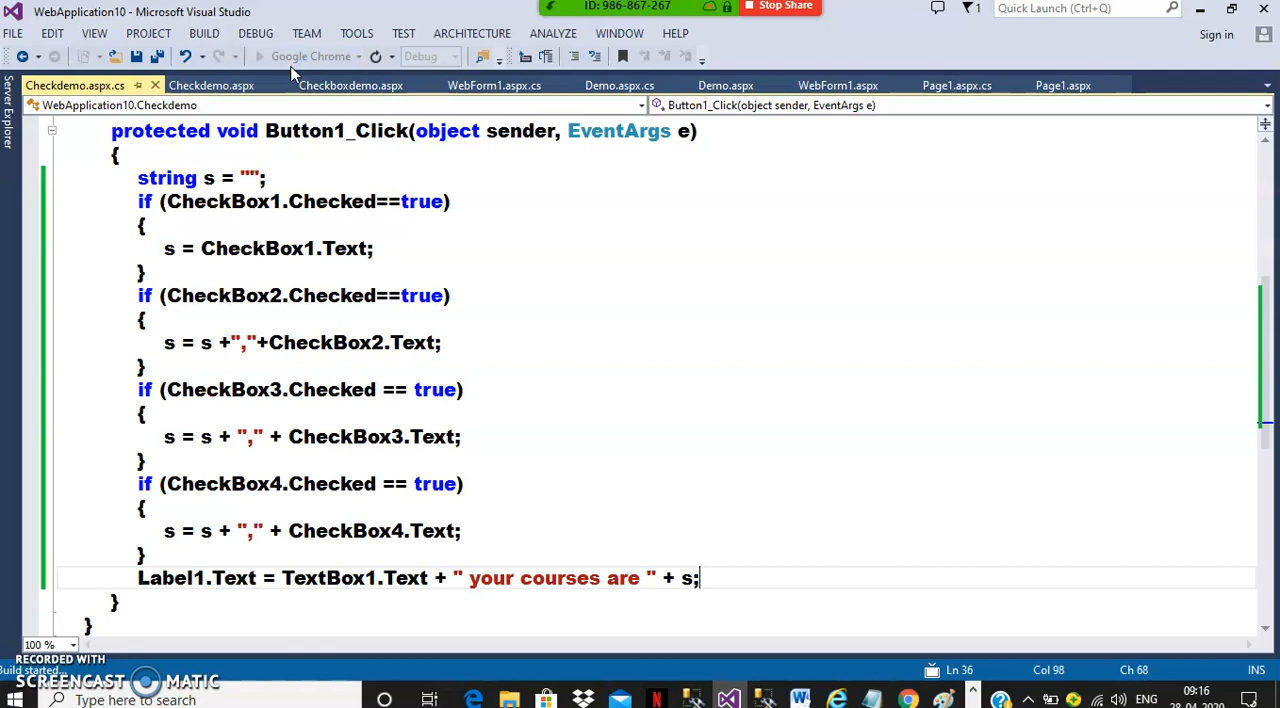 WebApplication10 - Microsoft Visual Studio
ID: 986-867-267
Stop Share
1
Quick Launch (Ctrl+Q)
FILE EDIT VIEW PROJECT BUILD DEBUG TEAM TOOLS TEST ARCHITECTURE ANALYZE WINDOW HELP
Sign in
Google Chrome
Debug
Server Explorer
Checkdemo.aspx.cs
Checkdemo.aspx
Checkboxdemo.aspx
WebForm1.aspx.cs
Demo.aspx.cs
Demo.aspx
WebForm1.aspx
Page1.aspx.cs
Page1.aspx
WebApplication10.Checkdemo
Button1_Click(object sender, EventArgs e)
protected void Button1_Click(object sender, EventArgs e)
{
string s = "";
if (CheckBox1.Checked==true)
{
s = CheckBox1.Text;
}
if (CheckBox2.Checked==true)
{
s = s +","+CheckBox2.Text;
}
if (CheckBox3.Checked == true)
{
s = s + "," + CheckBox3.Text;
}
if (CheckBox4.Checked == true)
{
s = s + "," + CheckBox4.Text;
}
Label1.Text = TextBox1.Text + " your courses are " + s;
}
}
100 %
RECORDED WITH
SCREENCAST MATIC
Build started...
Ln 36
Col 98
Ch 68
INS
Type here to search
ENG
09:16
28-04-2020